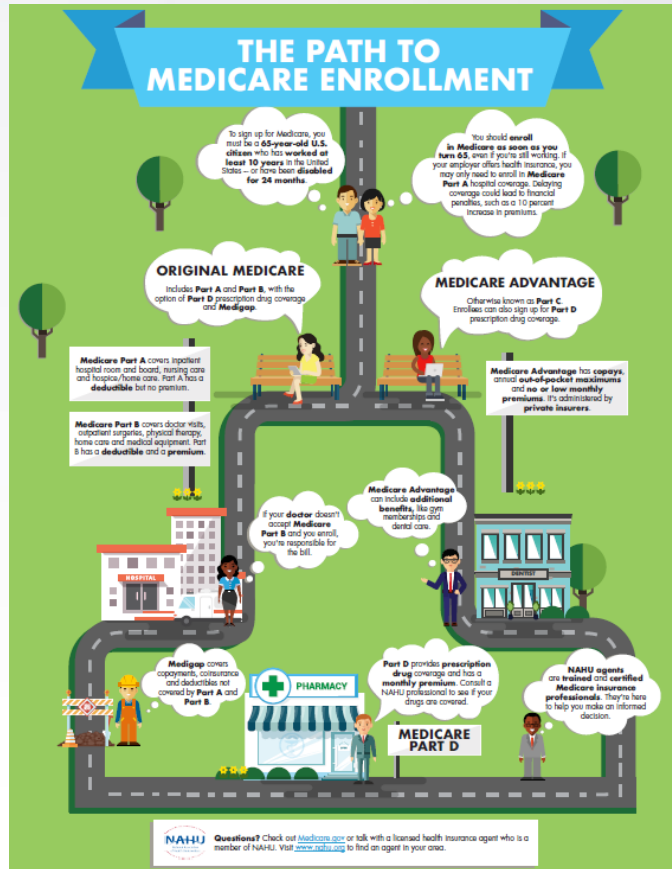 THE PATH TO
MEDICARE ENROLLMENT
To sign up for Medicare, you
must be a 65-year-old U.S.
citizen who has worked at
least 10 years in the United
States – or have been disabled
for 24 months.
You should enroll
in Medicare as soon as you
turn 65, even if you're still working. If
your employer offers health insurance, you
may only need to enroll in Medicare
Part A hospital coverage. Delaying
coverage could lead to financial
penalties, such as a 10 percent
increase in premiums.
ORIGINAL MEDICARE
Includes Part A and Part B, with the
option of Part D prescription drug coverage
and Medigap.
MEDICARE ADVANTAGE
Otherwise known as Part C.
Enrollees can also sign up for Part D
prescription drug coverage.
Medicare Part A covers inpatient
hospital room and board, nursing care
and hospice/home care. Part A has a
deductible but no premium.
Medicare Part B covers doctor visits,
outpatient surgeries, physical therapy,
home care and medical equipment. Part
B has a deductible and a premium.
Medicare Advantage has copays,
annual out-of-pocket maximums
and no or low monthly
premiums. It's administered by
private insurers.
If your doctor doesn't
accept Medicare
Part B and you enroll,
you're responsible for
the bill.
Medicare Advantage
can include additional
benefits, like gym
memberships and
dental care.
HOSPITAL
DENTIST
Medigap covers
copayments, coinsurance
and deductibles not
covered by Part A and
Part B.
PHARMACY
Part D provides prescription
drug coverage and has a
monthly premium. Consult a
NAHU professional to see if your
drugs are covered.
MEDICARE
PART D
NAHU agents
are trained and certified
Medicare insurance
professionals. They're here
to help you make an informed
decision.
NAHU
Questions? Check out Medicare.gov or talk with a licensed health insurance agent who is a
member of NAHU. Visit www.nahu.org to find an agent in your area.